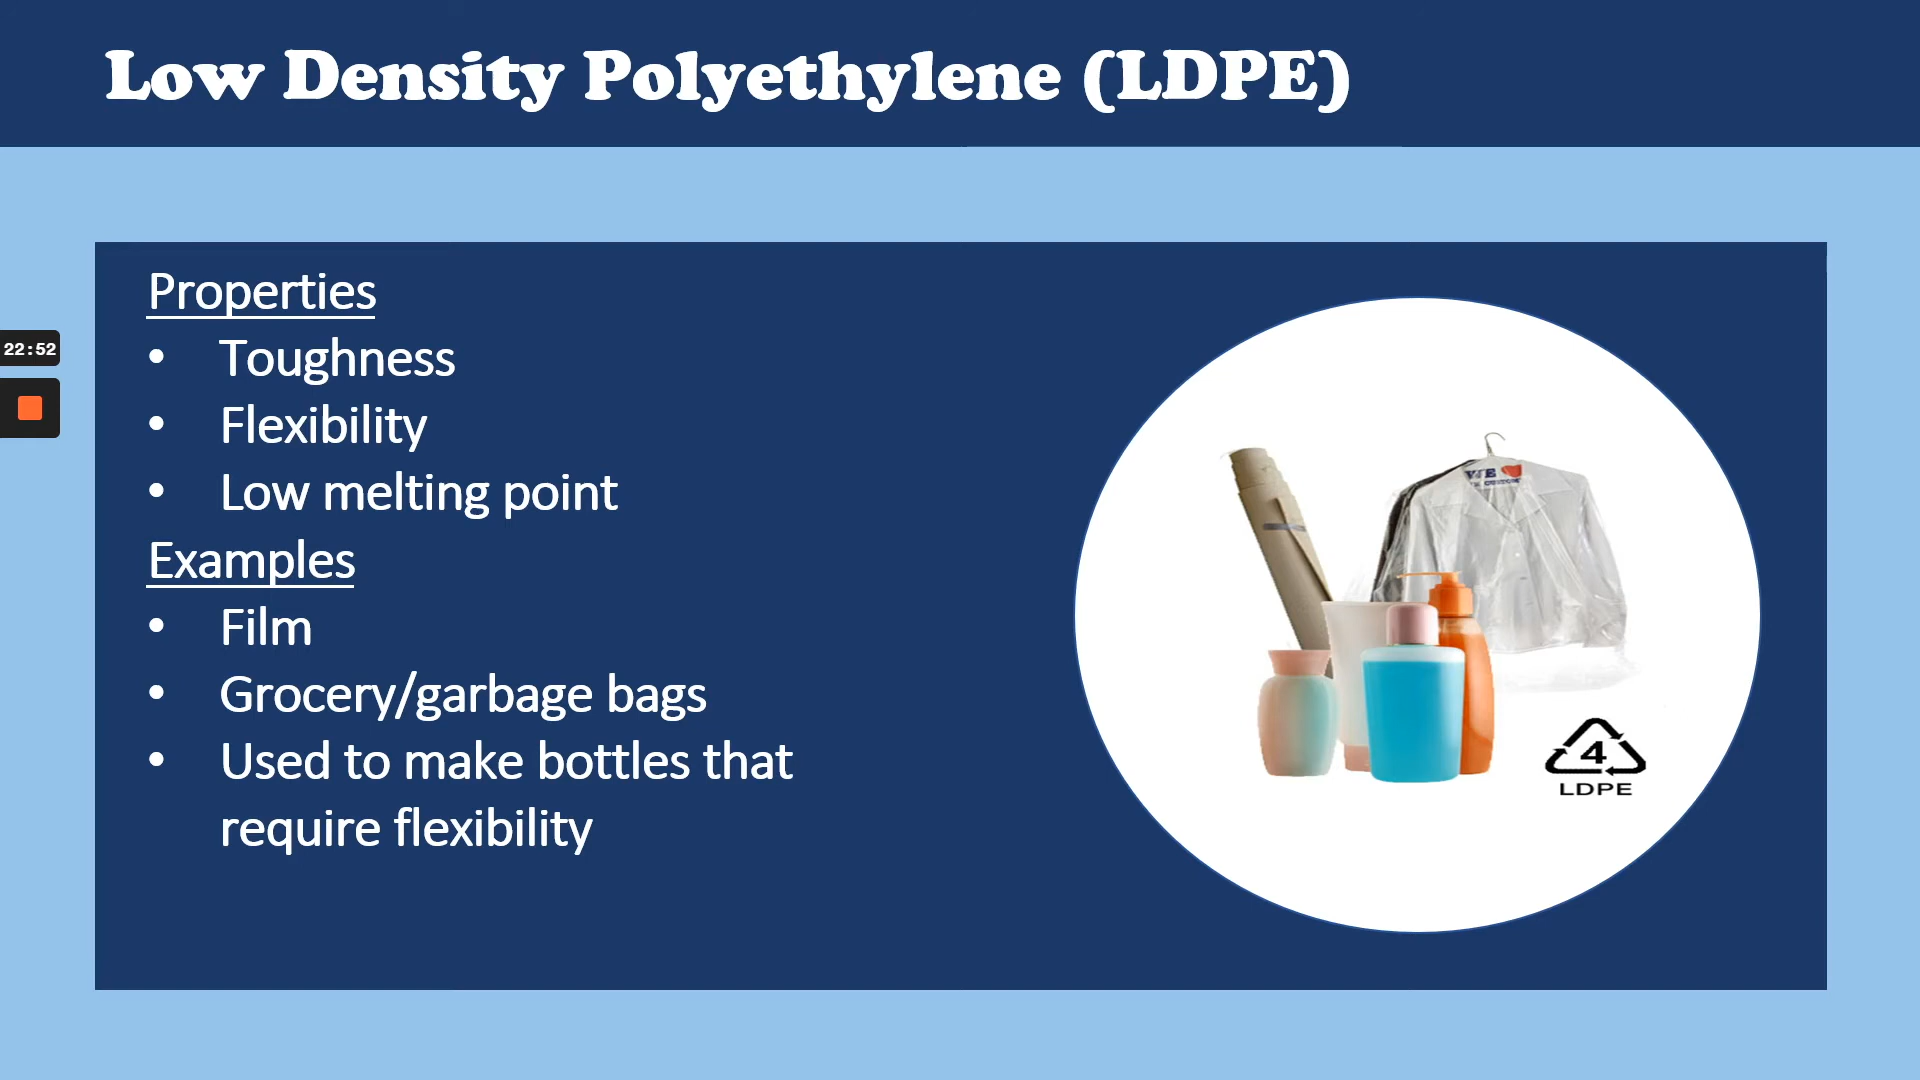 Low Density Polyethylene (LDPE)
Properties
• Toughness
• Flexibility
• Low melting point
Examples
• Film
• Grocery/garbage bags
• Used to make bottles that
require flexibility
22:52
WE
4
LDPE